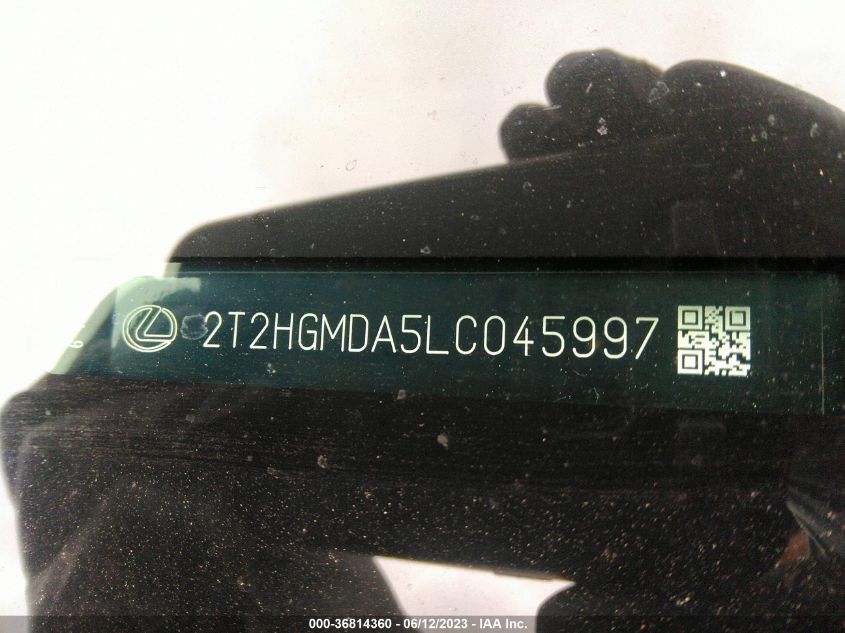 2T2HGMDA5LC045997
000-36814360 - 06/12/2023 - IAA Inc.